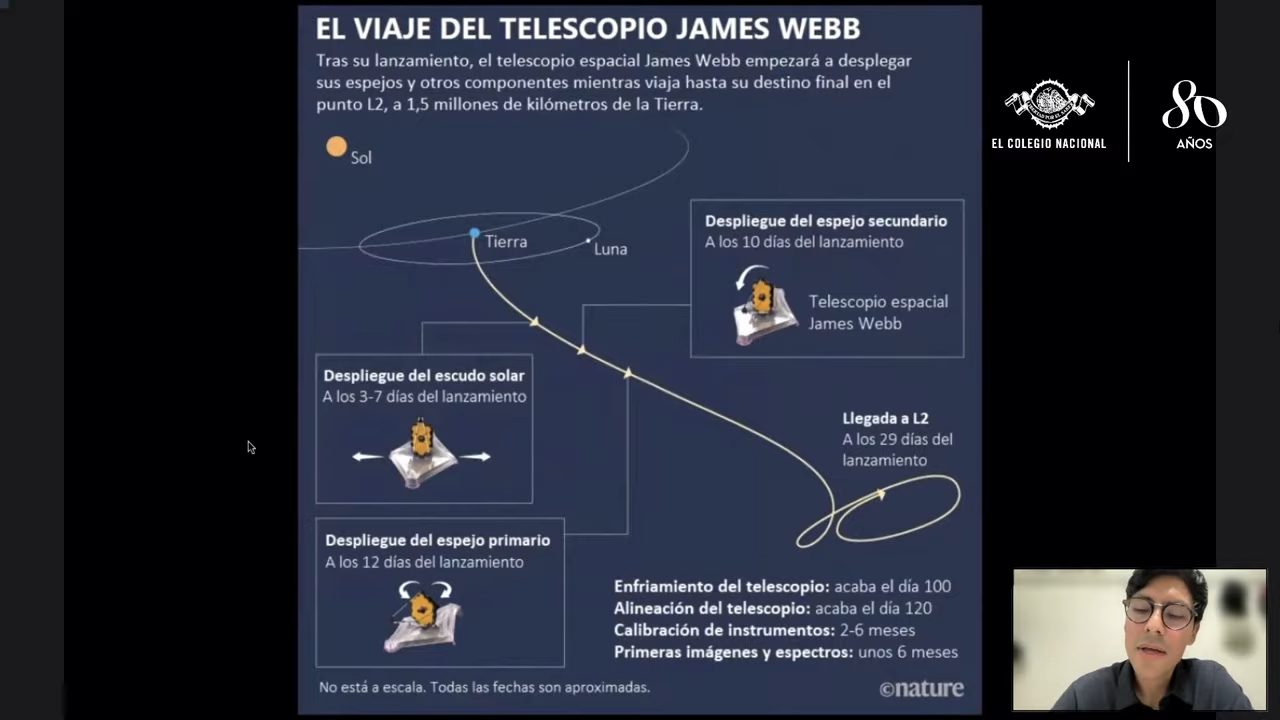 EL VIAJE DEL TELESCOPIO JAMES WEBB
Tras su lanzamiento, el telescopio espacial James Webb empezará a desplegar
sus espejos y otros componentes mientras viaja hasta su destino final en el
punto L2, a 1,5 millones de kilómetros de la Tierra.
EL COLEGIO NACIONAL
80
AÑOS
Sol
Tierra
Luna
Despliegue del espejo secundario
A los 10 días del lanzamiento
Telescopio espacial
James Webb
Despliegue del escudo solar
A los 3-7 días del lanzamiento
Llegada a L2
A los 29 días del
lanzamiento
Despliegue del espejo primario
A los 12 días del lanzamiento
Enfriamiento del telescopio: acaba el día 100
Alineación del telescopio: acaba el día 120
Calibración de instrumentos: 2-6 meses
Primeras imágenes y espectros: unos 6 meses
No está a escala. Todas las fechas son aproximadas.
©nature